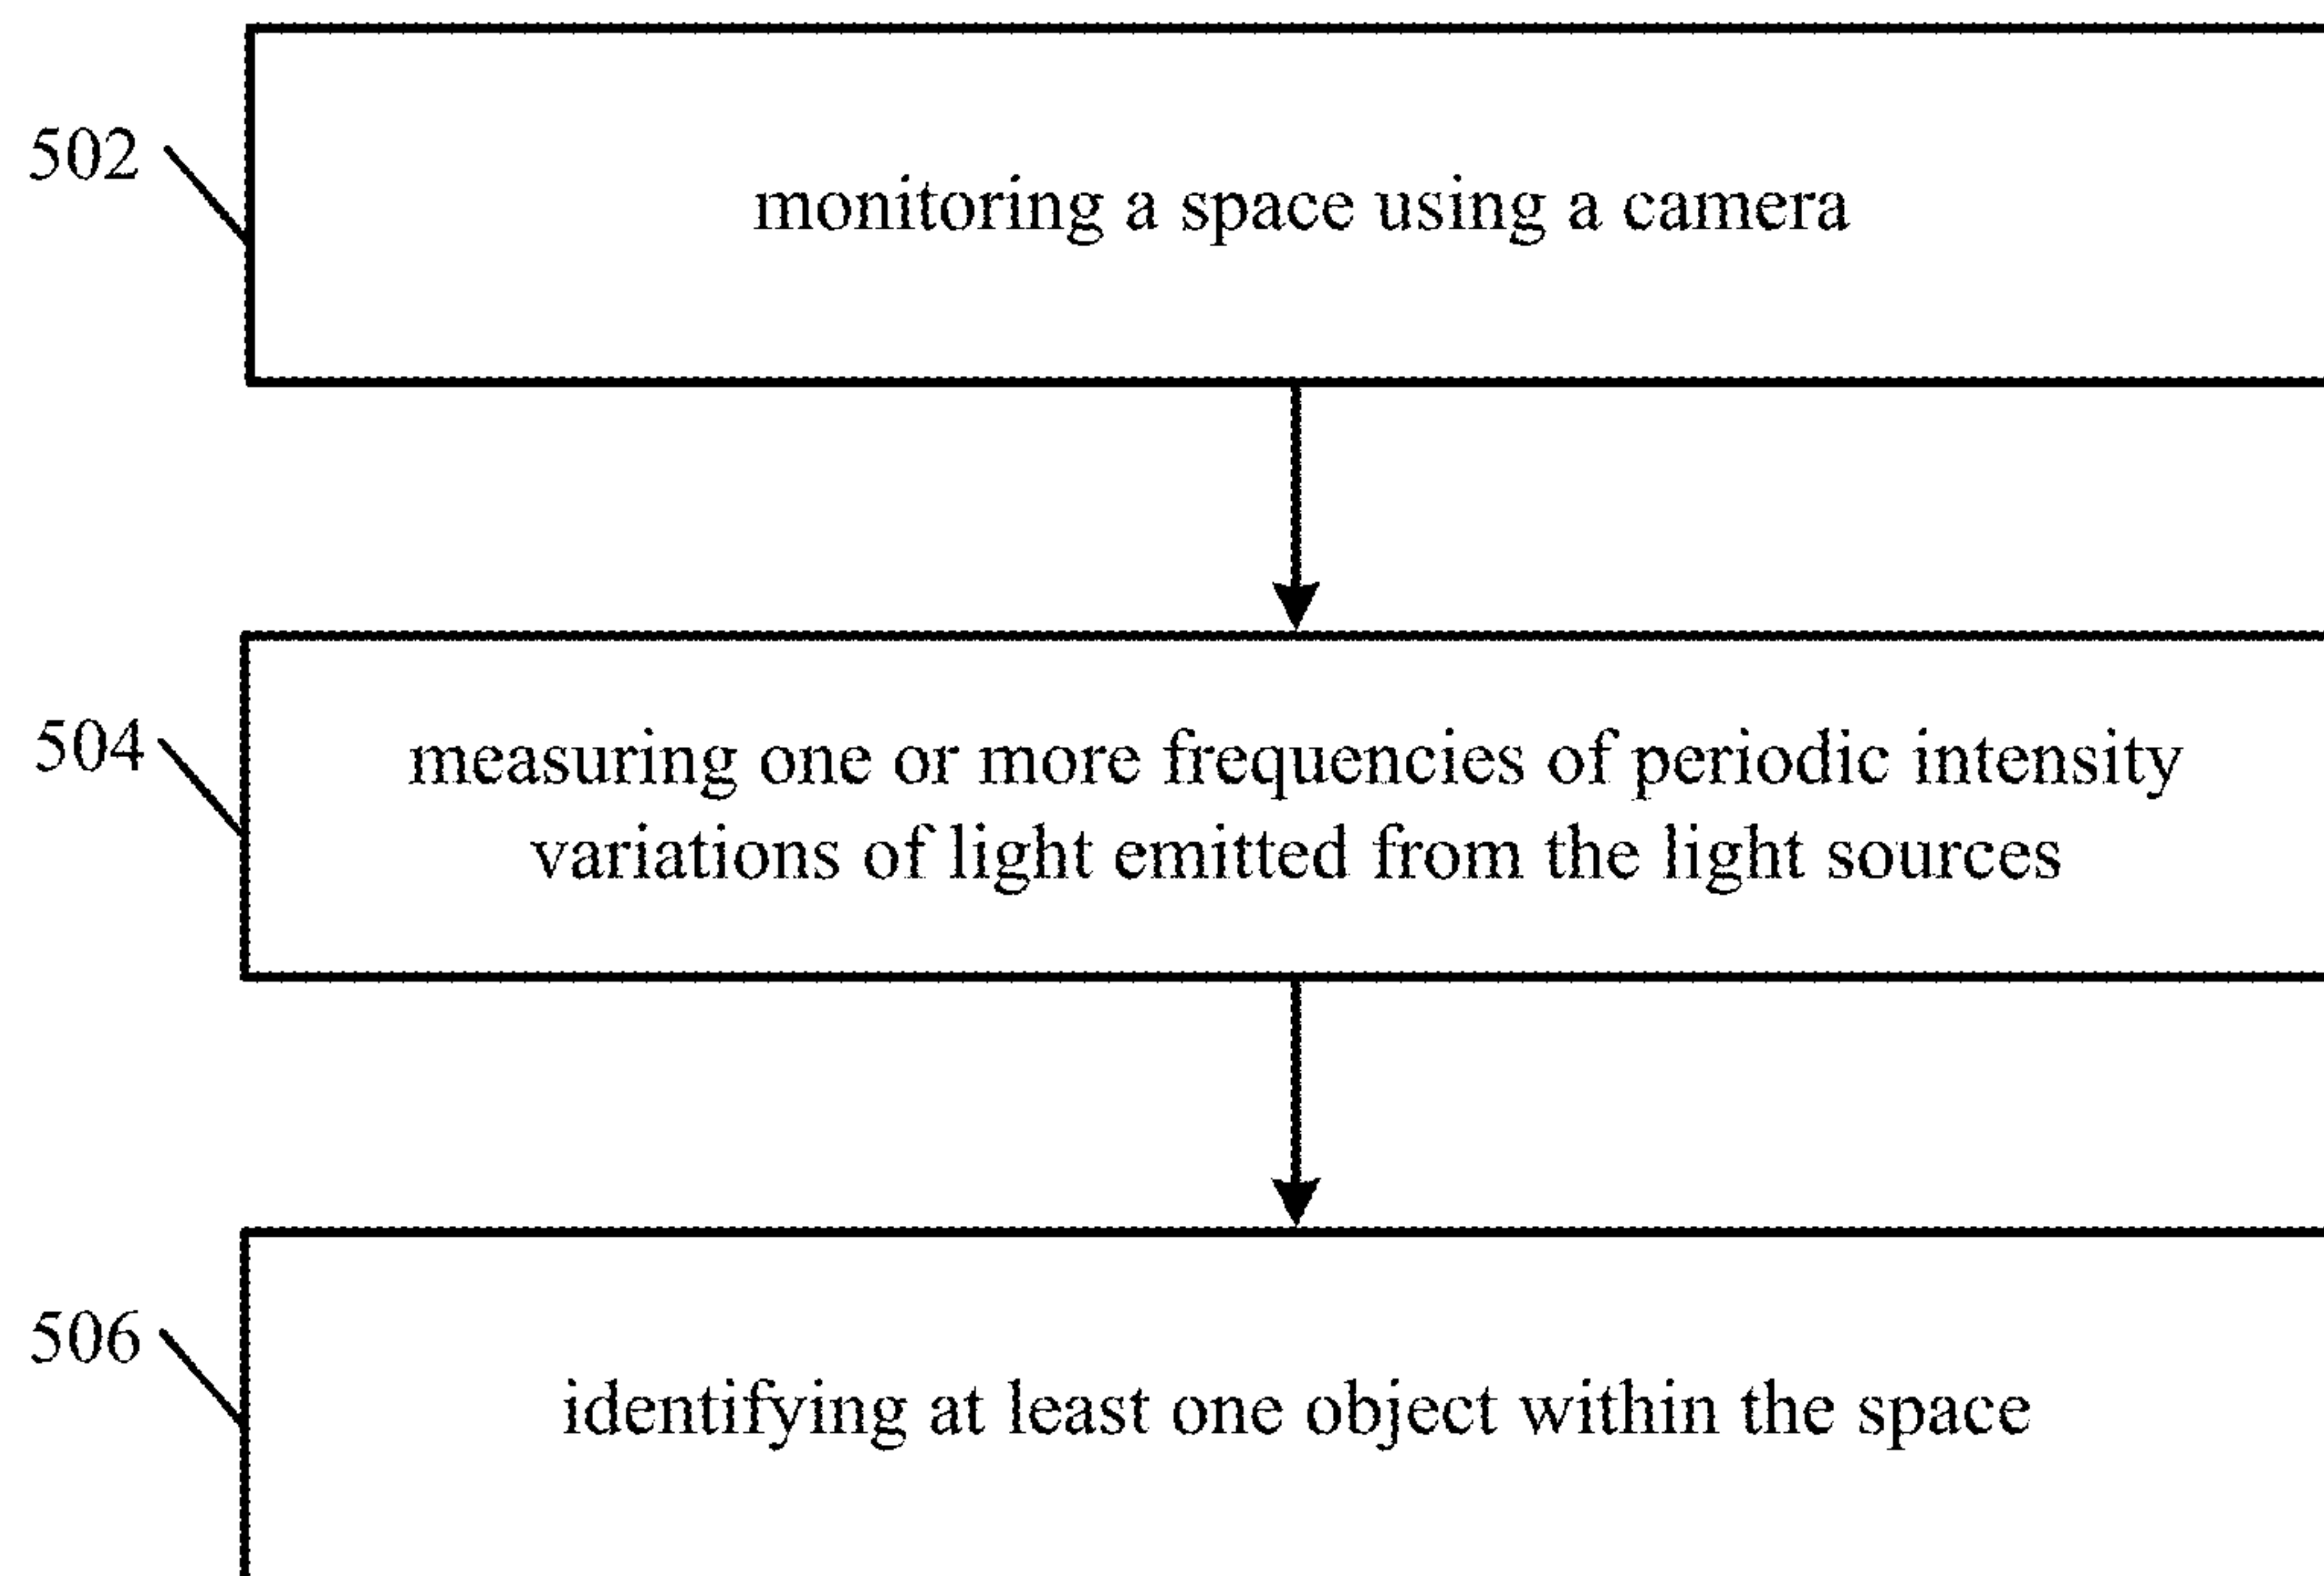 502
monitoring a space using a camera
504
measuring one or more frequencies of periodic intensity
variations of light emitted from the light sources
506
identifying at least one object within the space